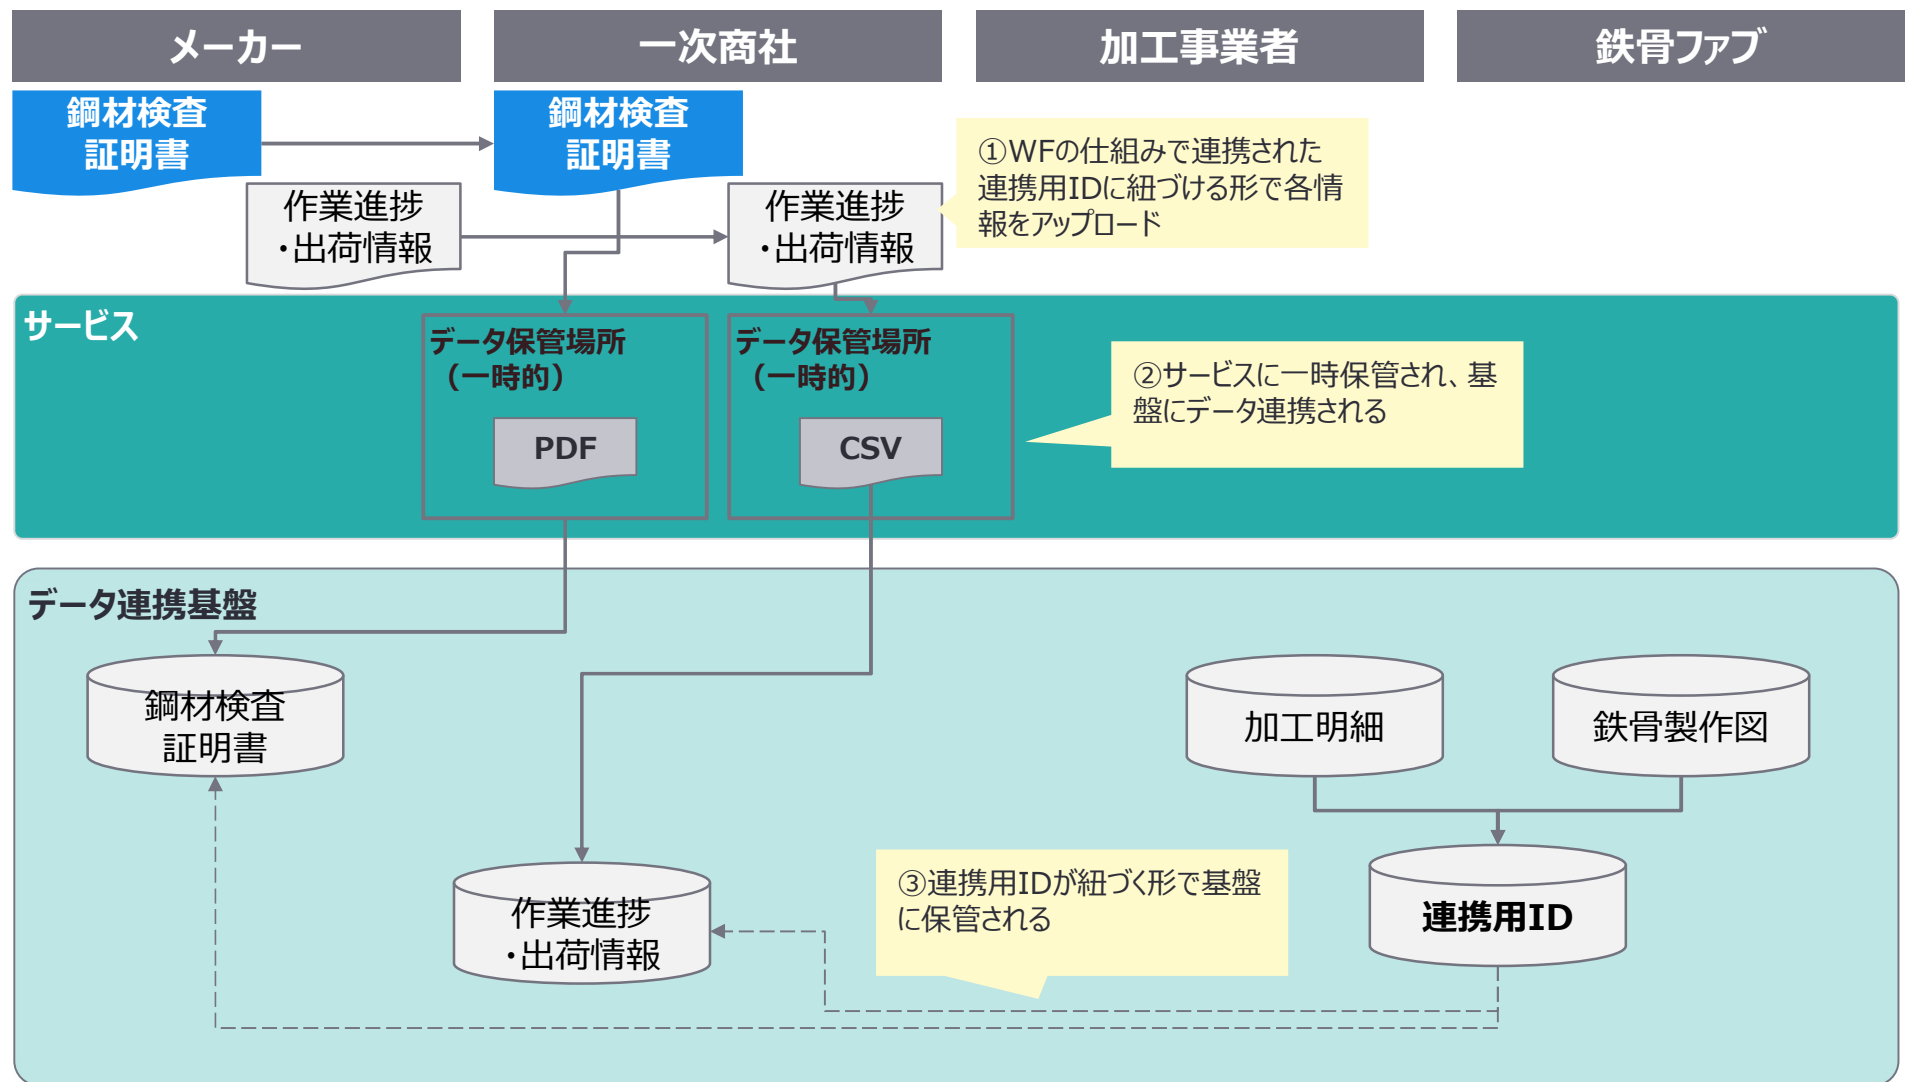 メーカー
一次商社
加工事業者
鉄骨ファブ
鋼材検査
証明書
鋼材検査
証明書
作業進捗
・出荷情報
作業進捗
・出荷情報
①WFの仕組みで連携された
連携用IDに紐づける形で各情
報をアップロード
サービス
データ保管場所
（一時的）
PDF
データ保管場所
（一時的）
CSV
②サービスに一時保管され、基
盤にデータ連携される
データ連携基盤
鋼材検査
証明書
作業進捗
・出荷情報
加工明細
鉄骨製作図
③連携用IDが紐づく形で基盤
に保管される
連携用ID